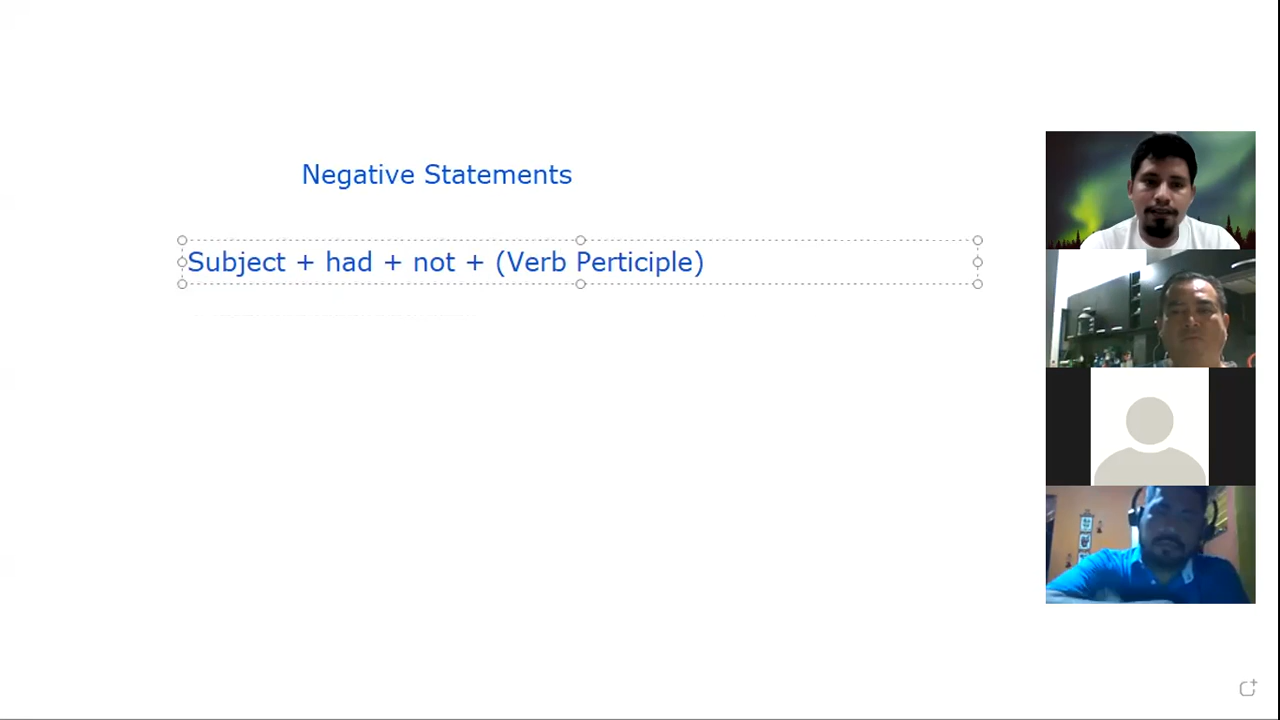 Negative Statements
Subject + had + not + (Verb Perticiple)